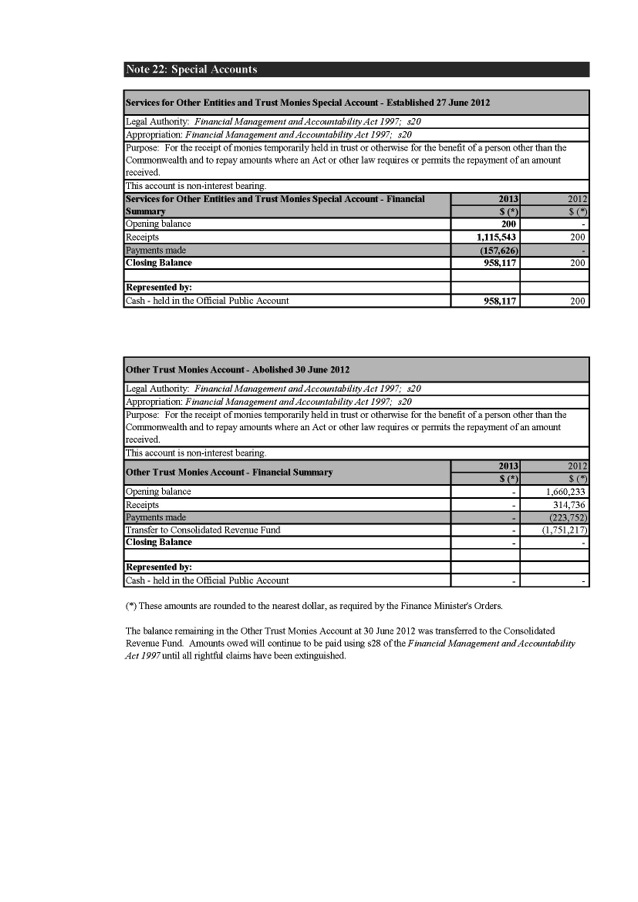 Note 22: Special Accounts
Services for Other Entities and Trust Monies Special Account - Established 27 June 2012
Legal Authority: Financial Management and Accountability Act 1997; s20
Appropriation: Financial Management and Accountability Act 1997; s20
Purpose: For the receipt of monies temporarily held in trust or otherwise for the benefit of a person other than the
Commonwealth and to repay amounts where an Act or other law requires or permits the repayment of an amount
received.
This account is non-interest bearing.
Services for Other Entities and Trust Monies Special Account - Financial 2013 2012
Summary $ (*) $ (*)
Opening balance 200 -
Receipts 1,115,543 200
Payments made (157,626) -
Closing Balance 958,117 200
Represented by:
Cash - held in the Official Public Account 958,117 200
Other Trust Monies Account - Abolished 30 June 2012
Legal Authority: Financial Management and Accountability Act 1997; s20
Appropriation: Financial Management and Accountability Act 1997; s20
Purpose: For the receipt of monies temporarily held in trust or otherwise for the benefit of a person other than the
Commonwealth and to repay amounts where an Act or other law requires or permits the repayment of an amount
received.
This account is non-interest bearing.
Other Trust Monies Account - Financial Summary 2013 2012
$ (*) $ (*)
Opening balance - 1,660,233
Receipts - 314,736
Payments made - (223,752)
Transfer to Consolidated Revenue Fund - (1,751,217)
Closing Balance - -
Represented by:
Cash - held in the Official Public Account - -
(*) These amounts are rounded to the nearest dollar, as required by the Finance Minister's Orders.
The balance remaining in the Other Trust Monies Account at 30 June 2012 was transferred to the Consolidated
Revenue Fund. Amounts owed will continue to be paid using s28 of the Financial Management and Accountability
Act 1997 until all rightful claims have been extinguished.